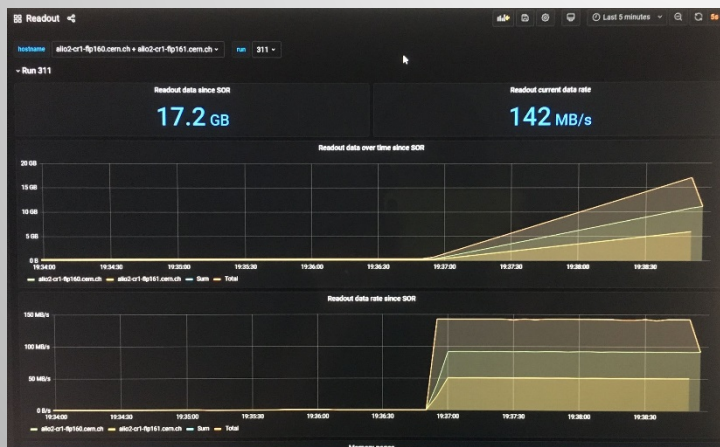 Readout
Last 5 minutes
5s
hostname
alio2-cr1-flp160.cern.ch + alio2-cr1-flp161.cern.ch
run
311
Run 311
Readout data since SOR
17.2 GB
Readout current data rate
142 MB/s
Readout data over time since SOR
20 GB
15 GB
10 GB
5 GB
0 B
19:34:00 19:34:30 19:35:00 19:35:30 19:36:00 19:36:30 19:37:00 19:37:30 19:38:00 19:38:30
alio2-cr1-flp160.cern.ch alio2-cr1-flp161.cern.ch Sum Total
Readout data rate since SOR
150 MB/s
100 MB/s
50 MB/s
0 B/s
19:34:00 19:34:30 19:35:00 19:35:30 19:36:00 19:36:30 19:37:00 19:37:30 19:38:00 19:38:30
alio2-cr1-flp160.cern.ch alio2-cr1-flp161.cern.ch Sum Total
Memory pages